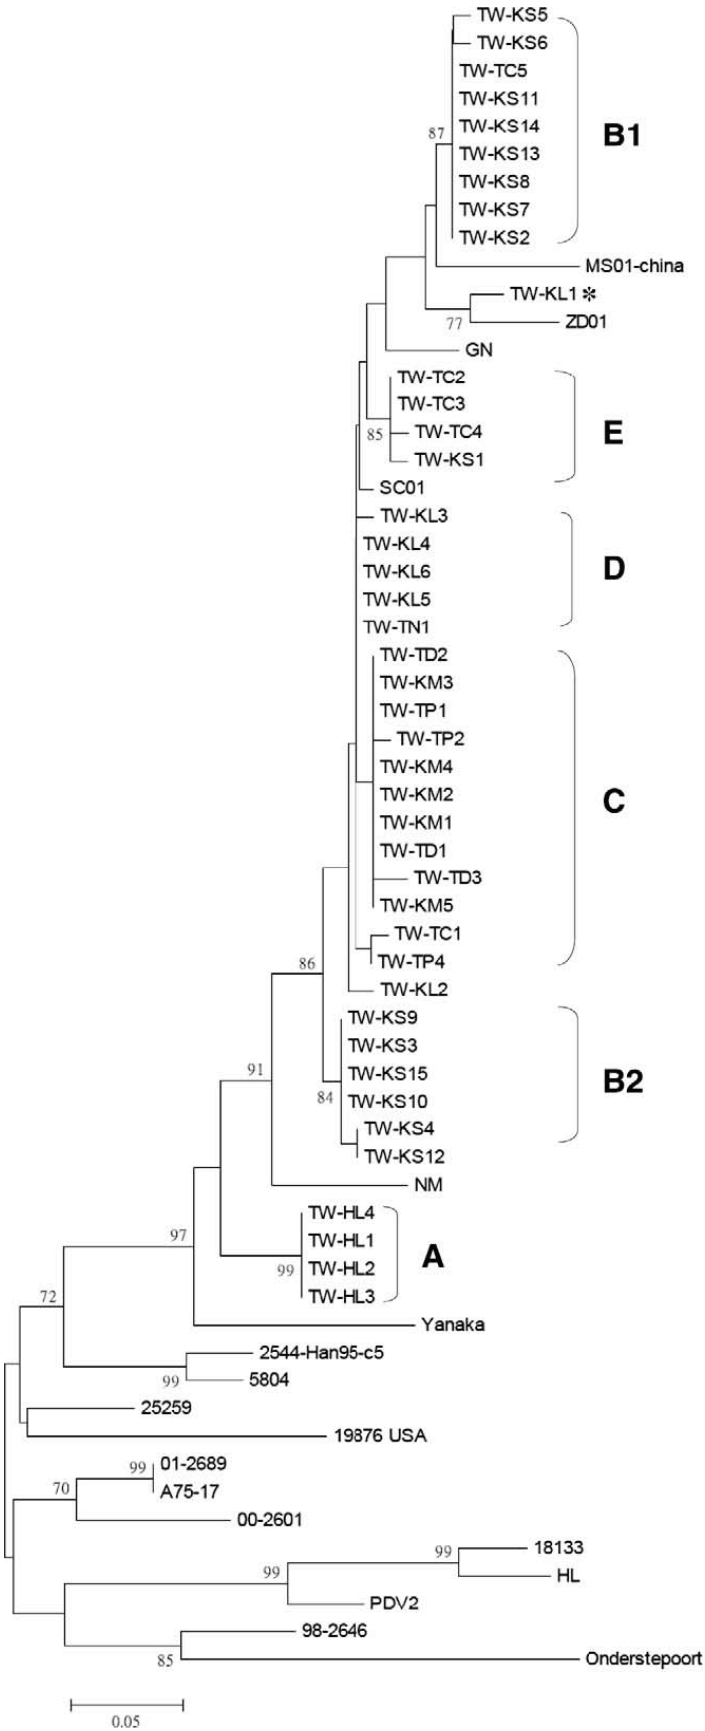 TW-KS5
TW-KS6
TW-TC5
TW-KS11
TW-KS14
87
B1
TW-KS13
TW-KS8
TW-KS7
TW-KS2
MS01-china
TW-KL1 ✻
77
ZD01
GN
TW-TC2
TW-TC3
85
TW-TC4
E
TW-KS1
SC01
TW-KL3
TW-KL4
TW-KL6
D
TW-KL5
TW-TN1
TW-TD2
TW-KM3
TW-TP1
TW-TP2
TW-KM4
TW-KM2
C
TW-KM1
TW-TD1
TW-TD3
TW-KM5
TW-TC1
86
TW-TP4
TW-KL2
TW-KS9
TW-KS3
91
TW-KS15
B2
84
TW-KS10
TW-KS4
TW-KS12
NM
TW-HL4
97
TW-HL1
A
99
TW-HL2
72
TW-HL3
Yanaka
2544-Han95-c5
99
5804
25259
19876 USA
99
01-2689
70
A75-17
00-2601
99
18133
99
HL
PDV2
98-2646
85
Onderstepoort
0.05